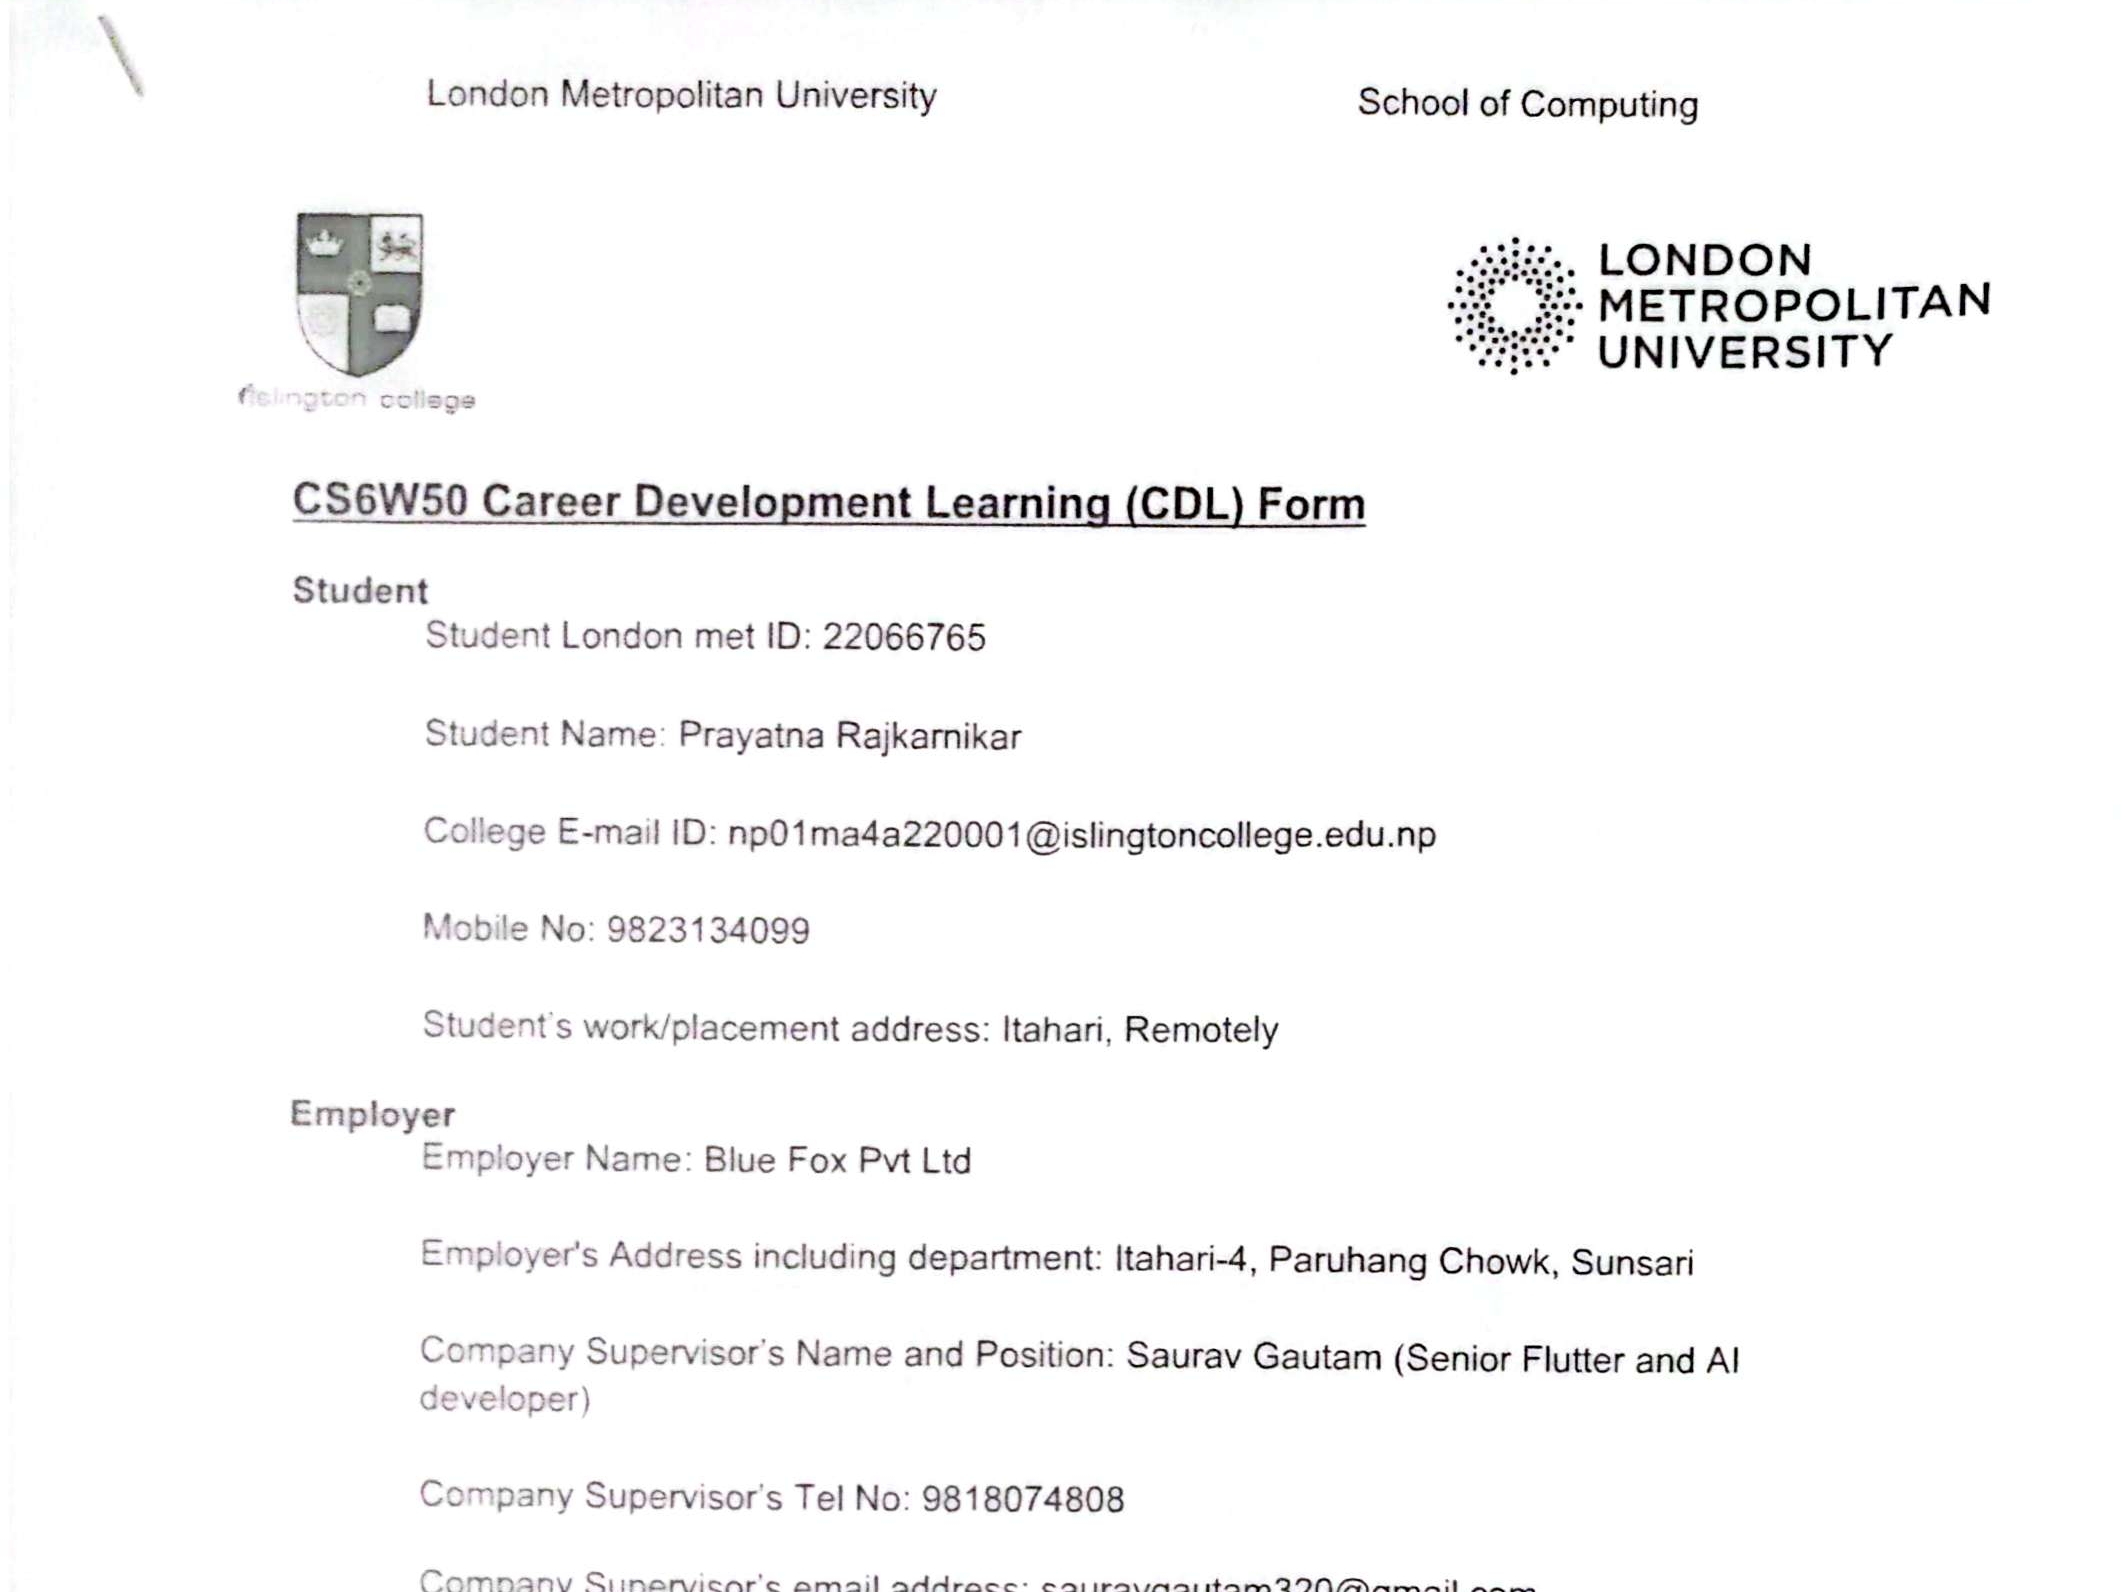 London Metropolitan University
School of Computing
islington college
LONDON
METROPOLITAN
UNIVERSITY
CS6W50 Career Development Learning (CDL) Form
Student
Student London met ID: 22066765
Student Name: Prayatna Rajkarnikar
College E-mail ID: np01ma4a220001@islingtoncollege.edu.np
Mobile No: 9823134099
Student's work/placement address: Itahari, Remotely
Employer
Employer Name: Blue Fox Pvt Ltd
Employer's Address including department: Itahari-4, Paruhang Chowk, Sunsari
Company Supervisor's Name and Position: Saurav Gautam (Senior Flutter and AI
developer)
Company Supervisor's Tel No: 9818074808
Company Supervisor's email address: sauravgautam320@gmail.com